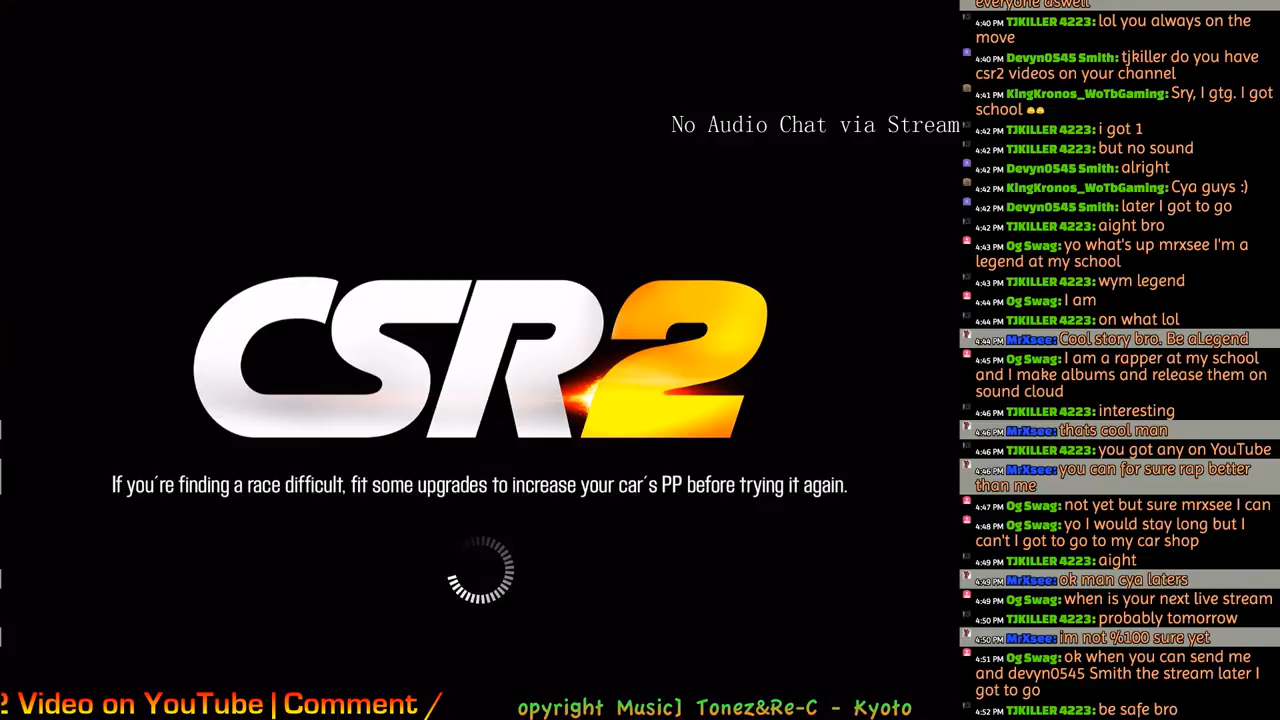 No Audio Chat via Stream
CSR2
If you're finding a race difficult, fit some upgrades to increase your car's PP before trying it again.
2 Video on YouTube | Comment /
opyright Music] Tonez&Re-C - Kyoto
everyone aswell
4:40 PM TJKILLER 4223: lol you always on the
move
4:40 PM Devyn0545 Smith: tjkiller do you have
csr2 videos on your channel
4:41 PM KingKronos_WoTbGaming: Sry, I gtg. I got
school
4:42 PM TJKILLER 4223: i got 1
4:42 PM TJKILLER 4223: but no sound
4:42 PM Devyn0545 Smith: alright
4:42 PM KingKronos_WoTbGaming: Cya guys :)
4:42 PM Devyn0545 Smith: later I got to go
4:42 PM TJKILLER 4223: aight bro
4:43 PM Og Swag: yo what's up mrxsee I'm a
legend at my school
4:43 PM TJKILLER 4223: wym legend
4:44 PM Og Swag: I am
4:44 PM TJKILLER 4223: on what lol
4:44 PM MrXsee: Cool story bro. Be aLegend
4:45 PM Og Swag: I am a rapper at my school
and I make albums and release them on
sound cloud
4:46 PM TJKILLER 4223: interesting
4:46 PM MrXsee: thats cool man
4:46 PM TJKILLER 4223: you got any on YouTube
4:46 PM MrXsee: you can for sure rap better
than me
4:47 PM Og Swag: not yet but sure mrxsee I can
4:48 PM Og Swag: yo I would stay long but I
can't I got to go to my car shop
4:49 PM TJKILLER 4223: aight
4:49 PM MrXsee: ok man cya laters
4:49 PM Og Swag: when is your next live stream
4:50 PM TJKILLER 4223: probably tomorrow
4:50 PM MrXsee: im not %100 sure yet
4:51 PM Og Swag: ok when you can send me
and devyn0545 Smith the stream later I
got to go
4:52 PM TJKILLER 4223: be safe bro